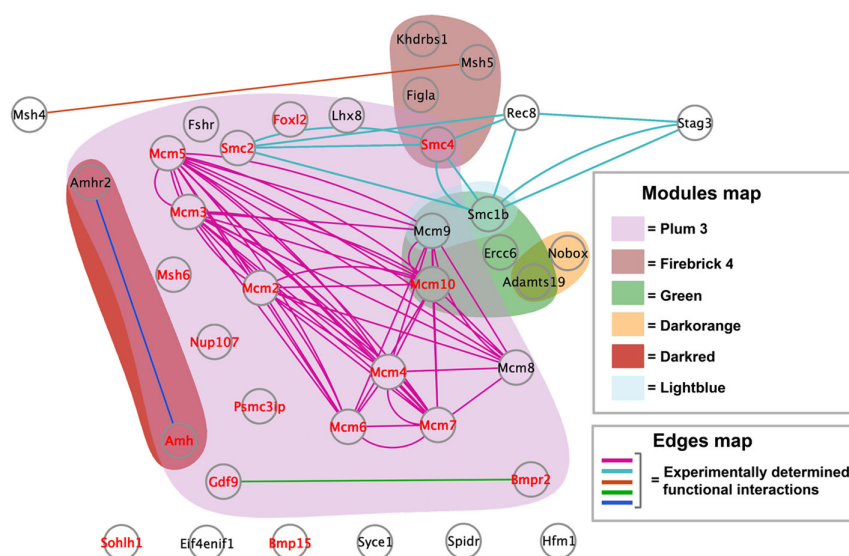 Khdrbs1
Msh5
Figla
Msh4
Fshr
Foxl2
Lhx8
Rec8
Stag3
Mcm5
Smc2
Smc4
Amhr2
Mcm3
Mcm9
Smc1b
Msh6
Mcm2
Mcm10
Ercc6
Nobox
Adamts19
Nup107
Mcm4
Mcm8
Psmc3ip
Mcm6
Mcm7
Amh
Gdf9
Bmpr2
Sohlh1
Eif4enif1
Bmp15
Syce1
Spidr
Hfm1
Modules map
= Plum 3
= Firebrick 4
= Green
= Darkorange
= Darkred
= Lightblue
Edges map
= Experimentally determined
functional interactions